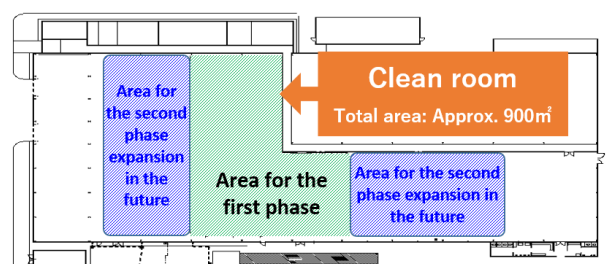 Area for
the second
phase
expansion
in the
future
Clean room
Total area: Approx. 900㎡
Area for the
first phase
Area for the second
phase expansion in
the future